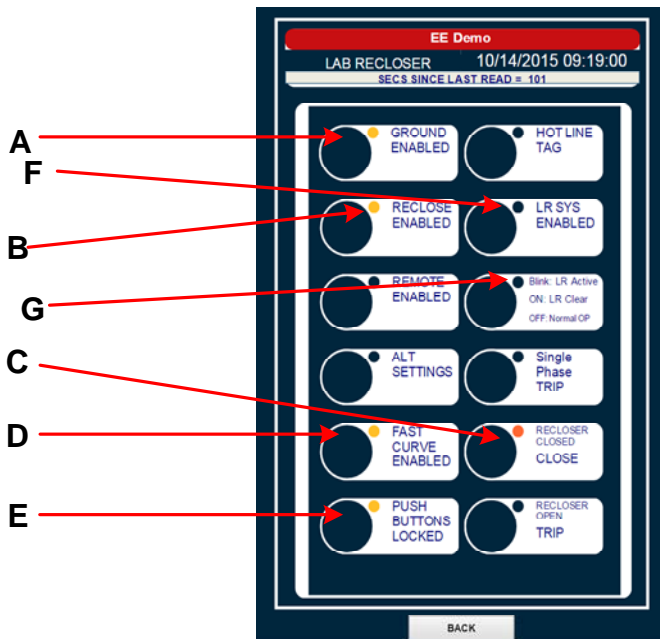 EE Demo
LAB RECLOSER 10/14/2015 09:19:00
SECS SINCE LAST READ = 101
A
F
B
G
C
D
E
GROUND
ENABLED
HOT LINE
TAG
RECLOSE
ENABLED
LR SYS
ENABLED
REMOTE
ENABLED
Blink: LR Active
ON: LR Clear
OFF: Normal OP
ALT
SETTINGS
Single
Phase
TRIP
FAST
CURVE
ENABLED
RECLOSER
CLOSED
CLOSE
PUSH
BUTTONS
LOCKED
RECLOSER
OPEN
TRIP
BACK